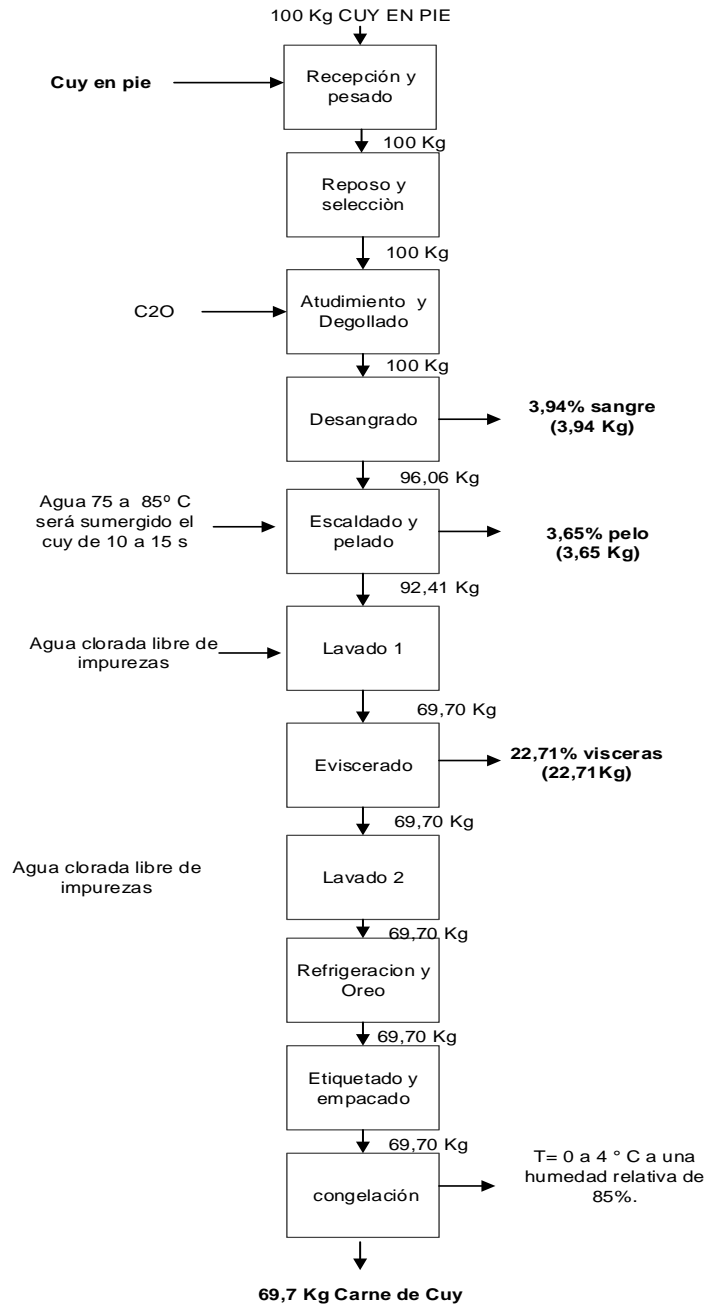 100 Kg CUY EN PIE
Cuy en pie
Recepción y
pesado
100 Kg
Reposo y
selecciòn
100 Kg
C2O
Atudimiento y
Degollado
100 Kg
Desangrado
3,94% sangre
(3,94 Kg)
96,06 Kg
Agua 75 a 85º C
será sumergido el
cuy de 10 a 15 s
Escaldado y
pelado
3,65% pelo
(3,65 Kg)
92,41 Kg
Agua clorada libre de
impurezas
Lavado 1
69,70 Kg
Eviscerado
22,71% visceras
(22,71Kg)
69,70 Kg
Agua clorada libre de
impurezas
Lavado 2
69,70 Kg
Refrigeracion y
Oreo
69,70 Kg
Etiquetado y
empacado
69,70 Kg
congelación
T= 0 a 4 ° C a una
humedad relativa de
85%.
69,7 Kg Carne de Cuy